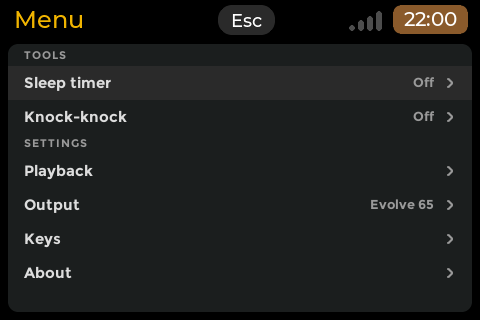 Menu Esc 22:00
TOOLS
Sleep timer Off
Knock-knock Off
SETTINGS
Playback
Output Evolve 65
Keys
About